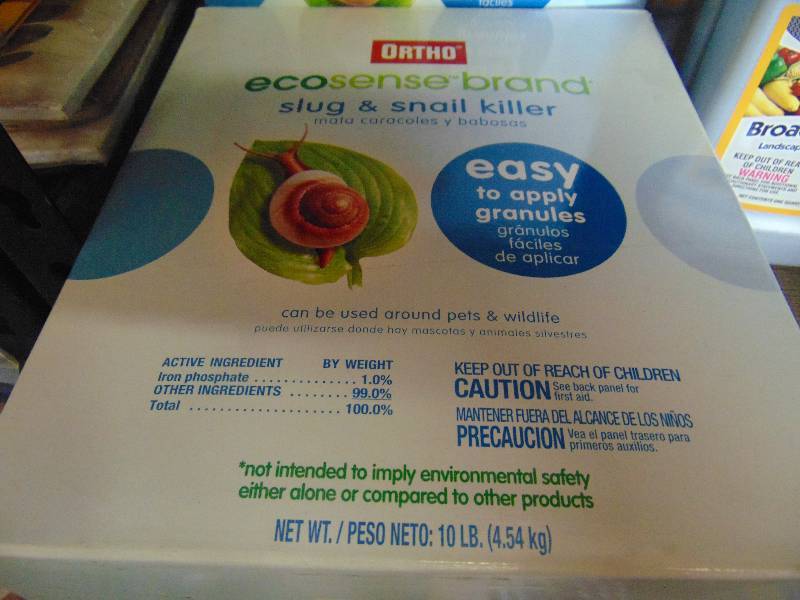 fáciles
ORTHO®
ecosense™ brand
slug & snail killer
mata caracoles y babosas
easy
to apply
granules
gránulos
fáciles
de aplicar
can be used around pets & wildlife
puede utilizarse donde hay mascotas y animales silvestres
ACTIVE INGREDIENT BY WEIGHT
Iron phosphate .............. 1.0%
OTHER INGREDIENTS ........ 99.0%
Total .................... 100.0%
KEEP OUT OF REACH OF CHILDREN
CAUTION See back panel for
first aid.
MANTENER FUERA DEL ALCANCE DE LOS NIÑOS
PRECAUCION Vea el panel trasero para
primeros auxilios.
*not intended to imply environmental safety
either alone or compared to other products
NET WT. / PESO NETO: 10 LB. (4.54 kg)
Broa
Landscap
KEEP OUT OF REA
OF CHILDREN
WARNING